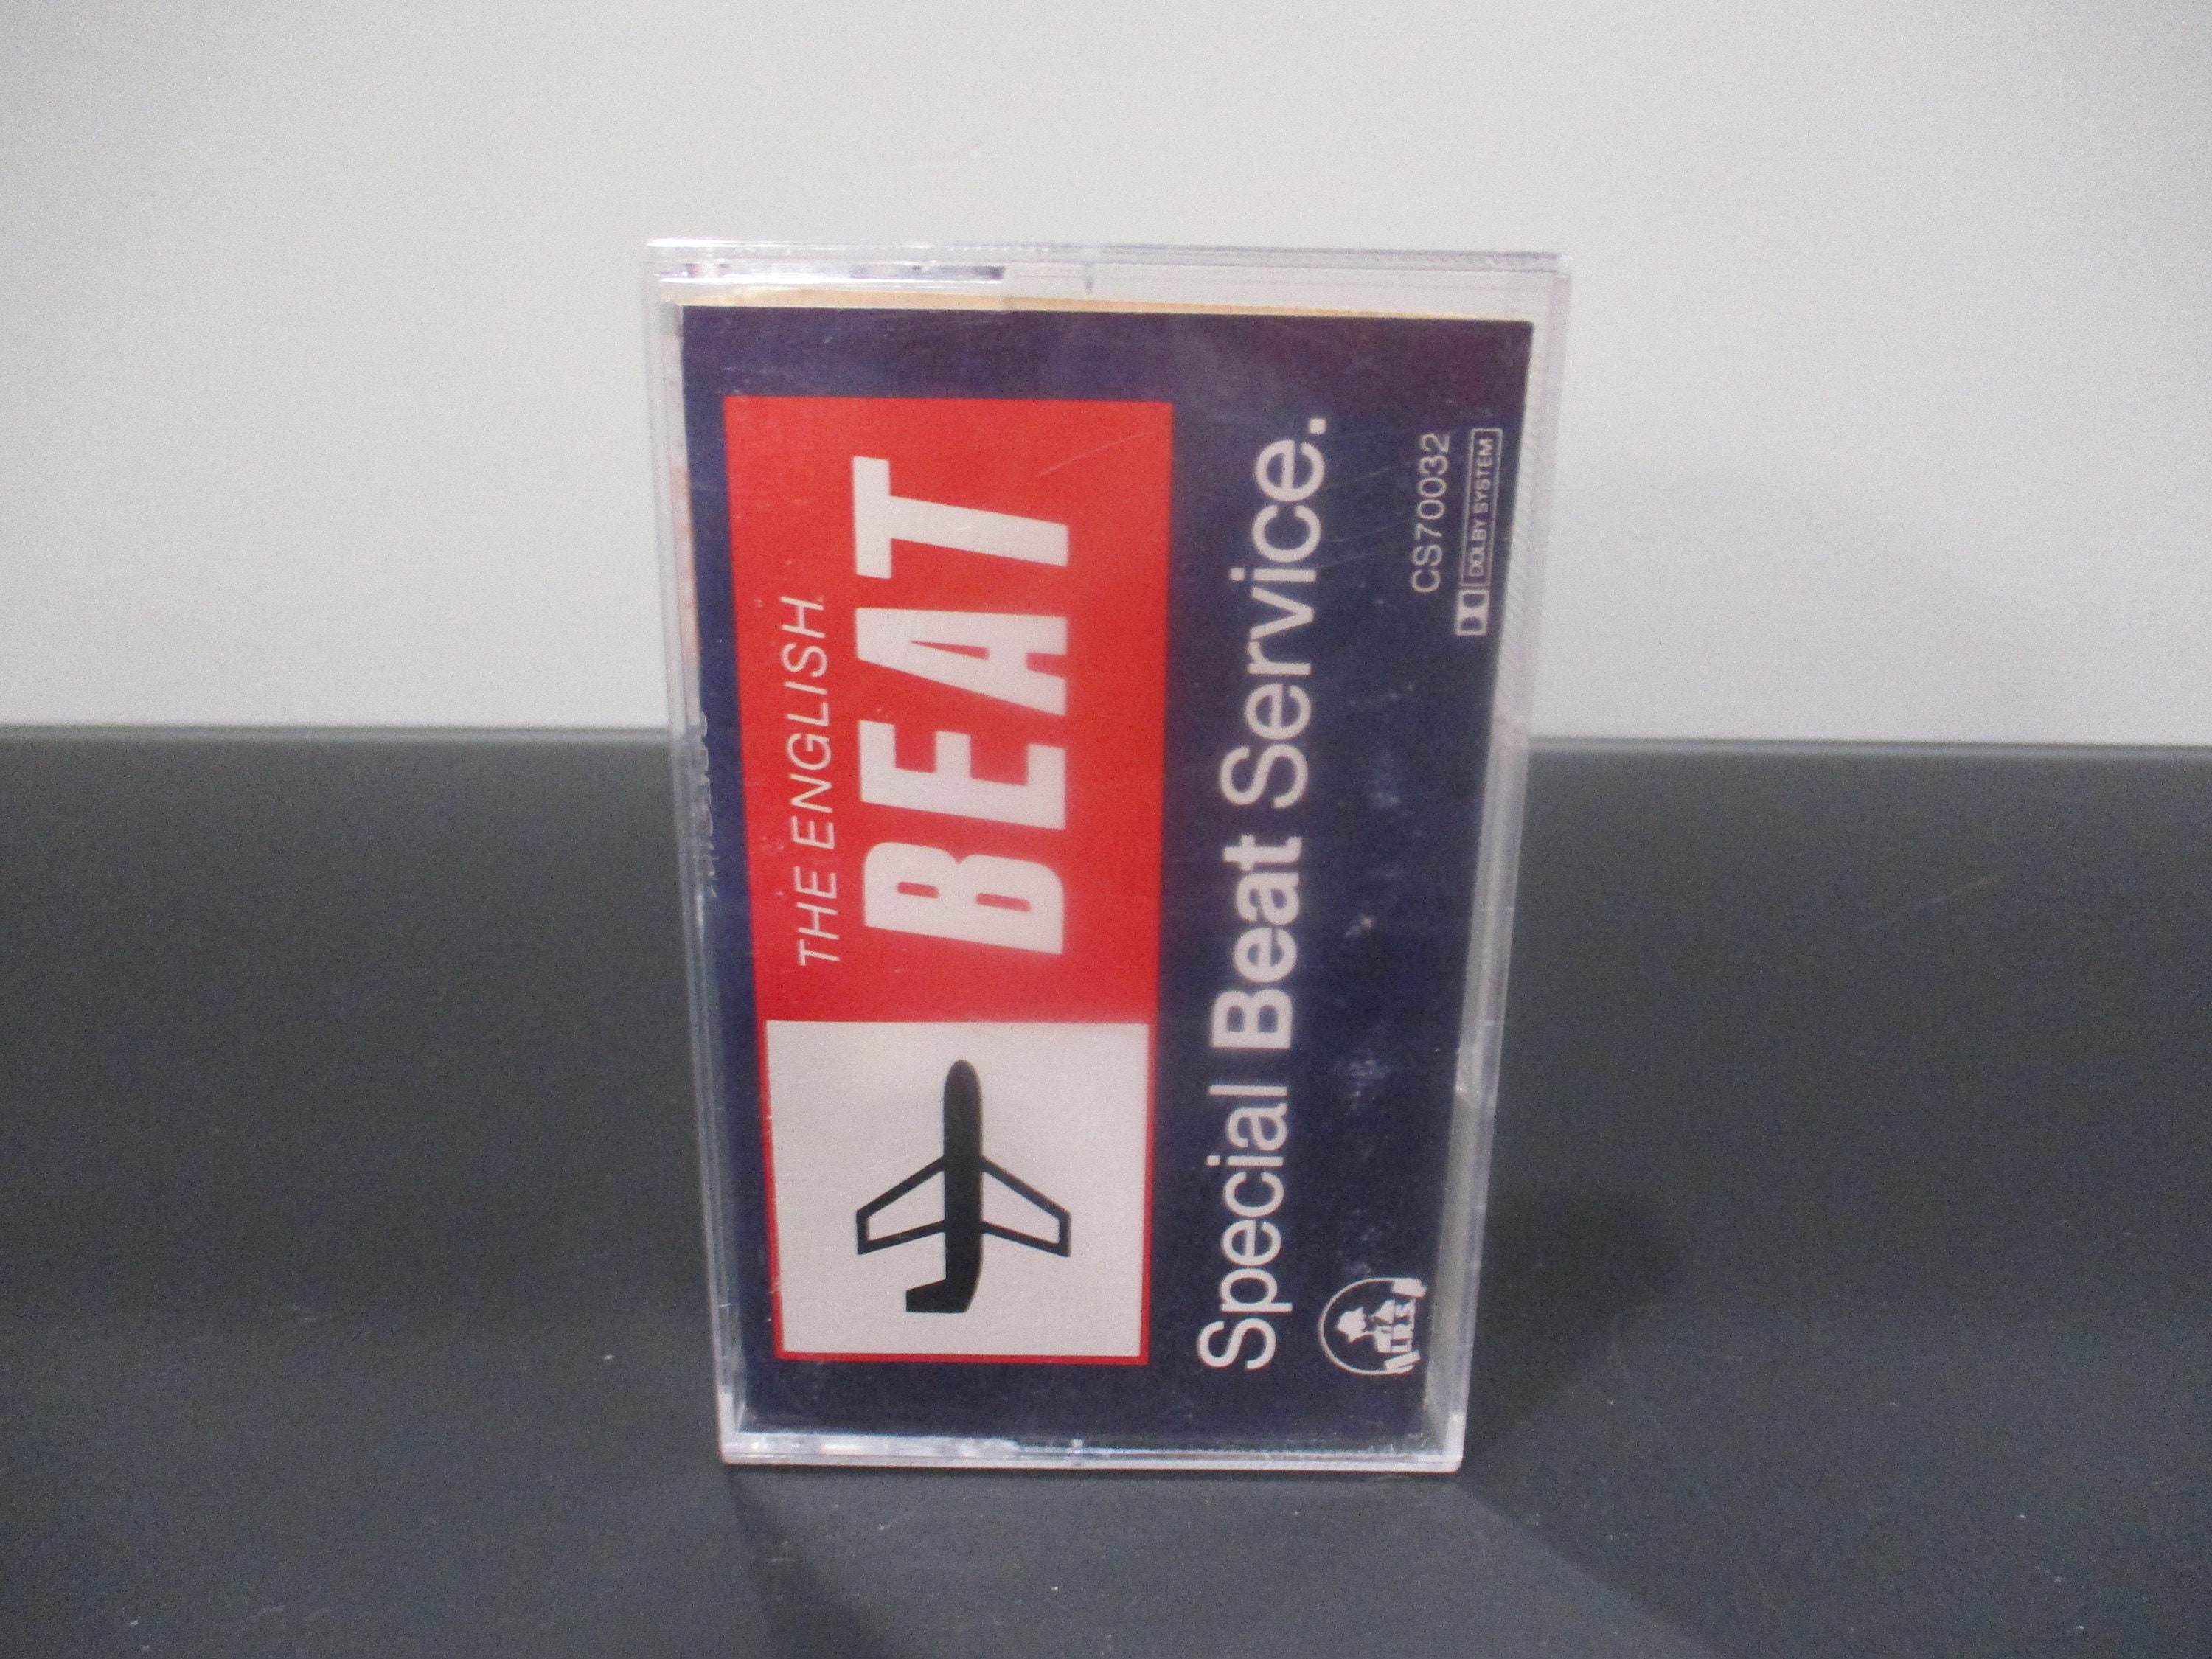 THE ENGLISH
BEAT
Special Beat Service.
CS70032
DOLBY SYSTEM
I.R.S.